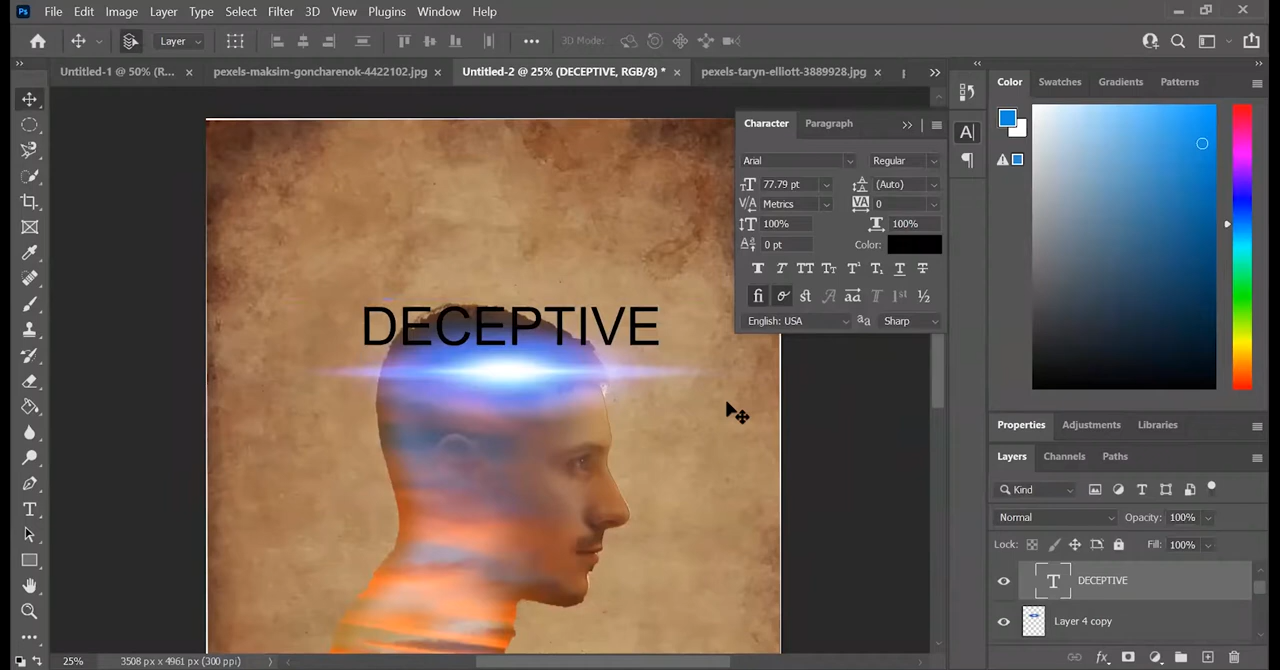 Ps File Edit Image Layer Type Select Filter 3D View Plugins Window Help
Layer 3D Mode:
Untitled-1 @ 50% (R... × pexels-maksim-goncharenok-4422102.jpg × Untitled-2 @ 25% (DECEPTIVE, RGB/8) * × pexels-taryn-elliott-3889928.jpg ×
Character Paragraph
Arial Regular
77.79 pt (Auto)
Metrics 0
100% 100%
0 pt Color:
English: USA Sharp
DECEPTIVE
Color Swatches Gradients Patterns
Properties Adjustments Libraries
Layers Channels Paths
Kind
Normal Opacity: 100%
Lock: Fill: 100%
DECEPTIVE
Layer 4 copy
25% 3508 px x 4961 px (300 ppi)